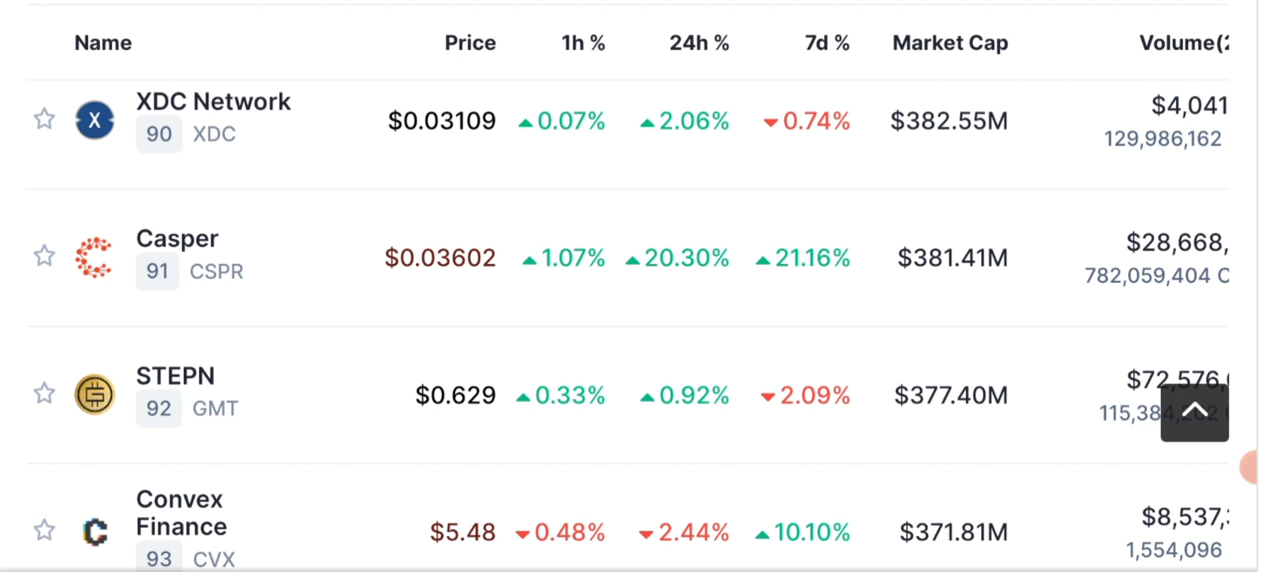 Name Price 1h % 24h % 7d % Market Cap
XDC Network
90 XDC $0.03109 0.07% 2.06% 0.74% $382.55M $4,041
129,986,162
Casper
91 CSPR $0.03602 1.07% 20.30% 21.16% $381.41M $28,668,
782,059,404
STEPN
92 GMT $0.629 0.33% 0.92% 2.09% $377.40M $72,576,
Convex
Finance
93 CVX $5.48 0.48% 2.44% 10.10% $371.81M $8,537,
1,554,096